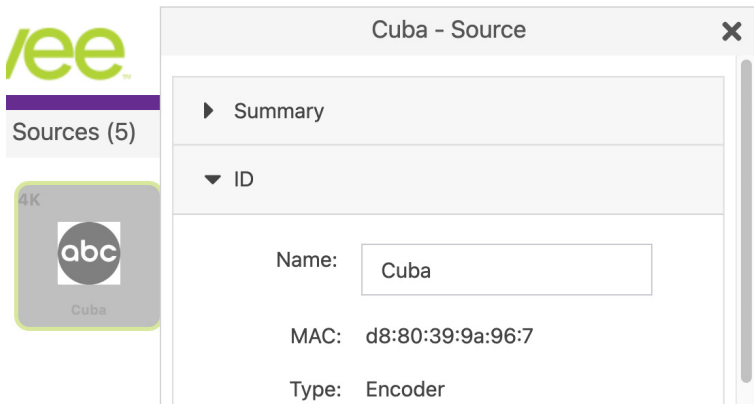 Cuba - Source
vee
Summary
Sources (5)
ID
4K
abc
Name: Cuba
Cuba
MAC: d8:80:39:9a:96:7
Type: Encoder